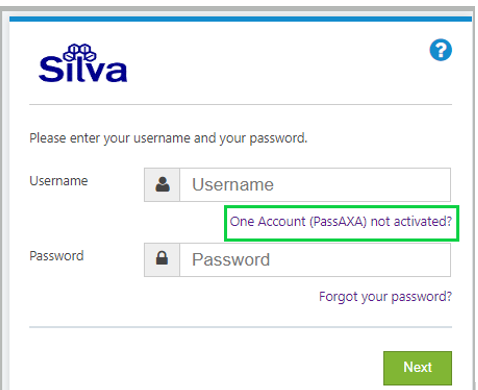 Silva
?
Please enter your username and your password.
Username
Username
One Account (PassAXA) not activated?
Password
Password
Forgot your password?
Next